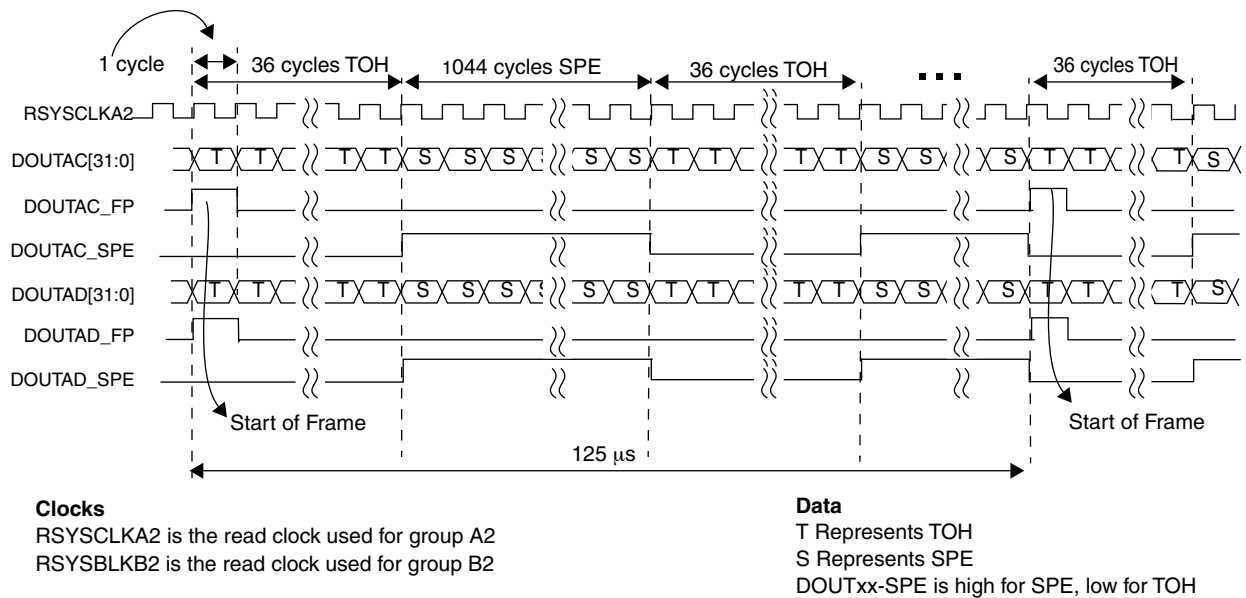 1 cycle
36 cycles TOH
1044 cycles SPE
36 cycles TOH
36 cycles TOH
RSYSCLKA2
DOUTAC[31:0]
T T T T S S S S S S T T T T S S S T T T S
DOUTAC_FP
DOUTAC_SPE
DOUTAD[31:0]
T T T T S S S S S S T T T T S S S T T T S
DOUTAD_FP
DOUTAD_SPE
Start of Frame
Start of Frame
125 μs
Clocks
RSYSCLKA2 is the read clock used for group A2
RSYSBLKB2 is the read clock used for group B2
Data
T Represents TOH
S Represents SPE
DOUTxx-SPE is high for SPE, low for TOH